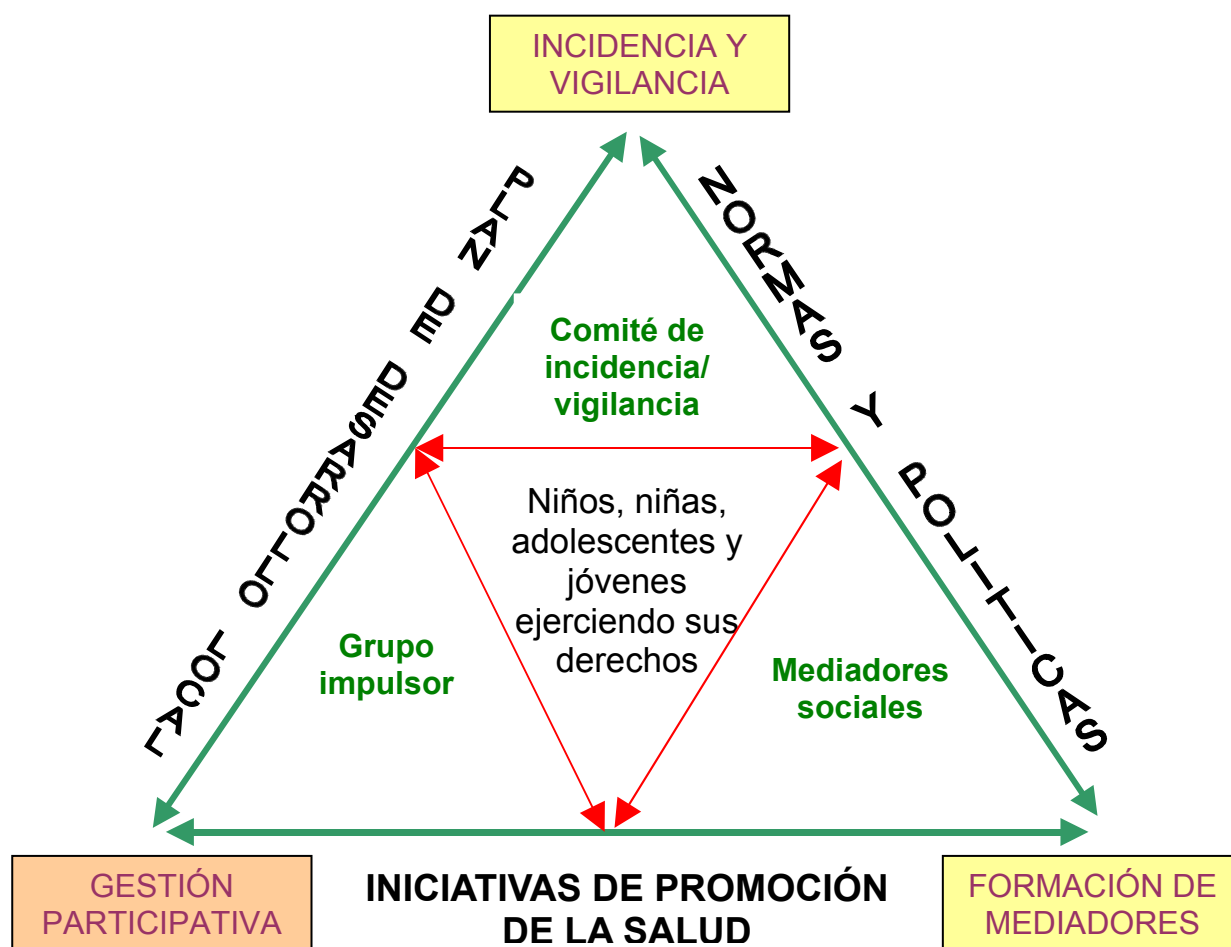 INCIDENCIA Y
VIGILANCIA
PLAN DE DESARROLLO LOCAL
NORMAS Y POLITICAS
Comité de
incidencia/
vigilancia
Niños, niñas,
adolescentes y
jóvenes
ejerciendo sus
derechos
Grupo
impulsor
Mediadores
sociales
GESTIÓN
PARTICIPATIVA
INICIATIVAS DE PROMOCIÓN
DE LA SALUD
FORMACIÓN DE
MEDIADORES